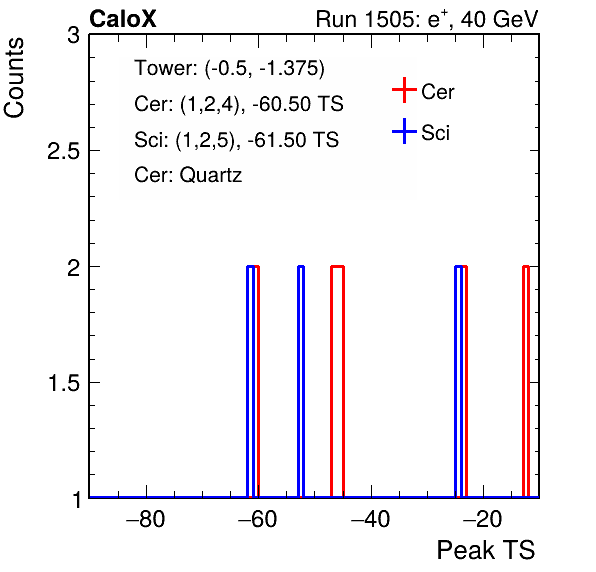 CaloX Run 1505: e⁺, 40 GeV
Counts
3
2.5
2
1.5
1
Tower: (-0.5, -1.375)
Cer: (1,2,4), -60.50 TS
Sci: (1,2,5), -61.50 TS
Cer: Quartz
Cer
Sci
−80 −60 −40 −20
Peak TS